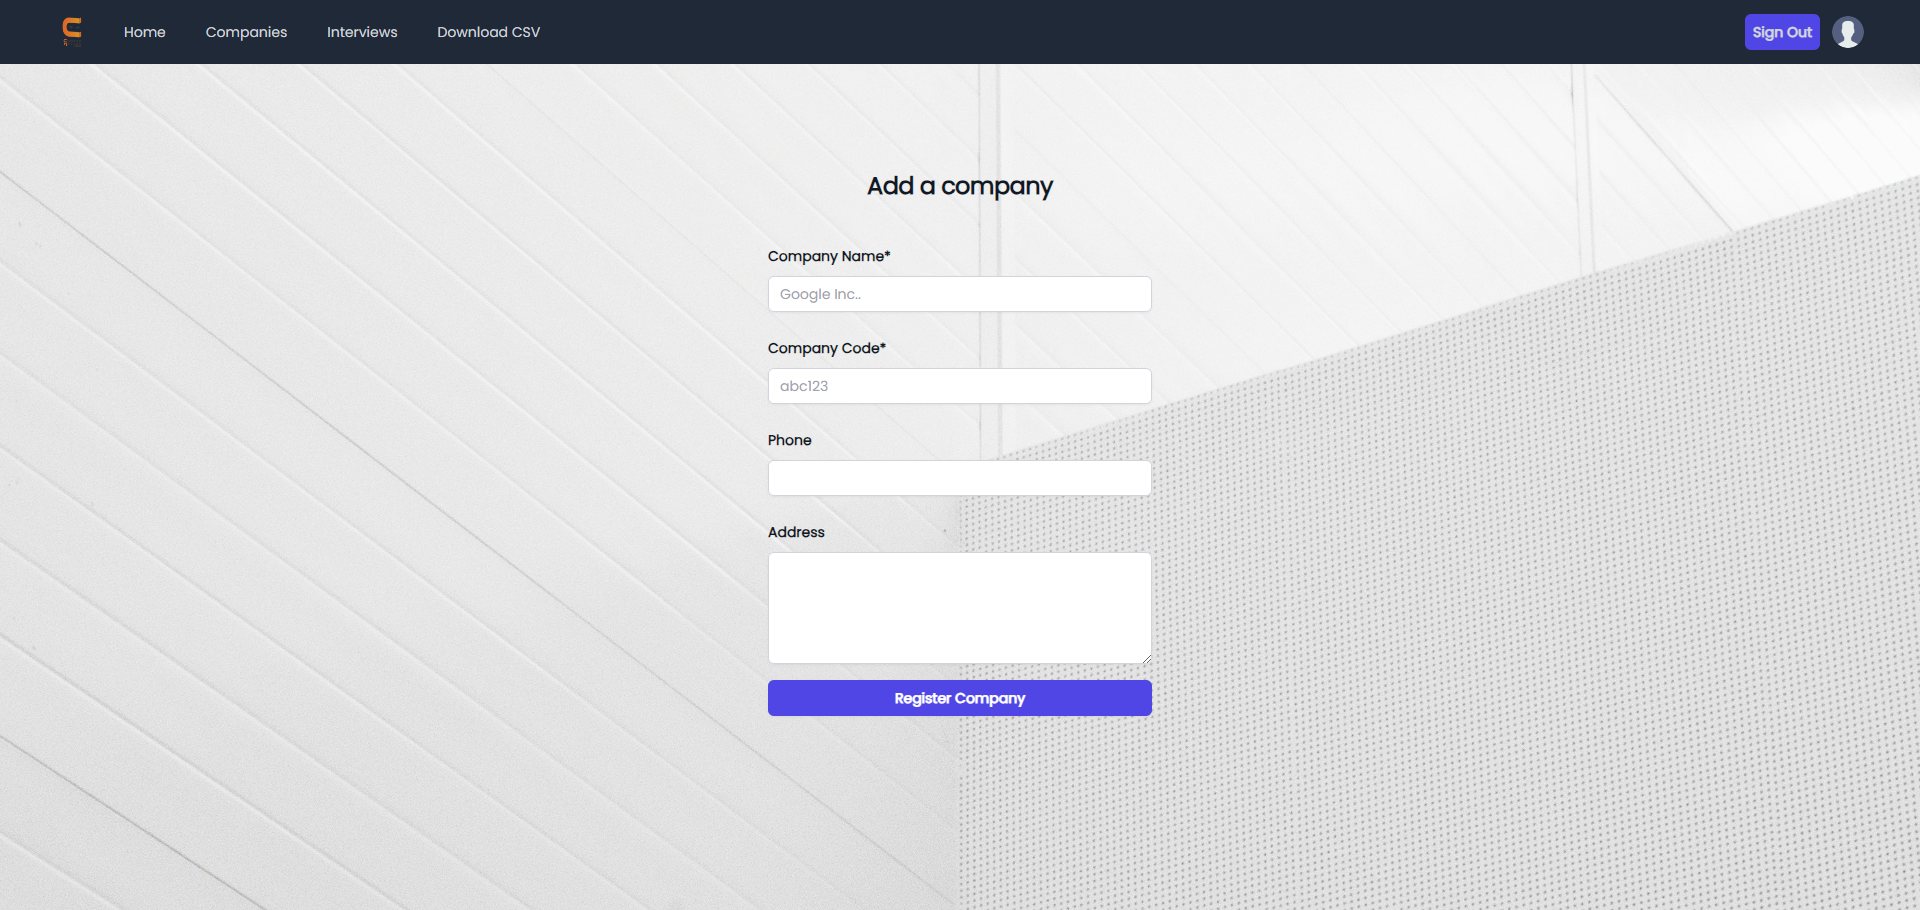 Home Companies Interviews Download CSV Sign Out
Add a company
Company Name*
Google Inc..
Company Code*
abc123
Phone
Address
Register Company